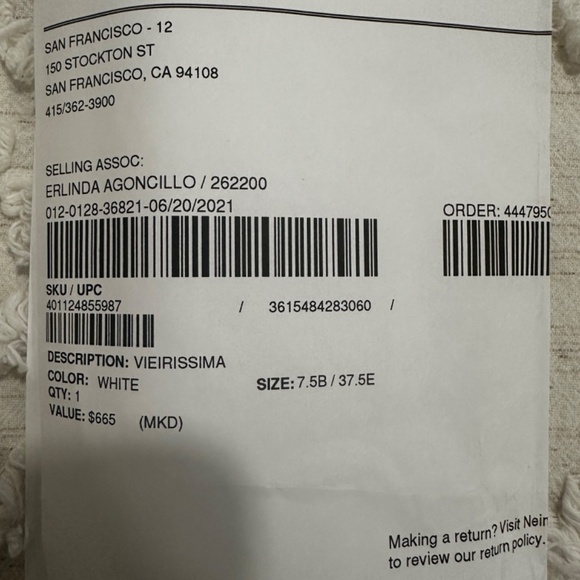 SAN FRANCISCO - 12
150 STOCKTON ST
SAN FRANCISCO, CA 94108
415/362-3900
SELLING ASSOC:
ERLINDA AGONCILLO / 262200
012-0128-36821-06/20/2021
ORDER: 4447950
SKU / UPC
401124855987 / 3615484283060 /
DESCRIPTION: VIEIRISSIMA
COLOR: WHITE SIZE: 7.5B / 37.5E
QTY: 1
VALUE: $665 (MKD)
Making a return? Visit Nein
to review our return policy.